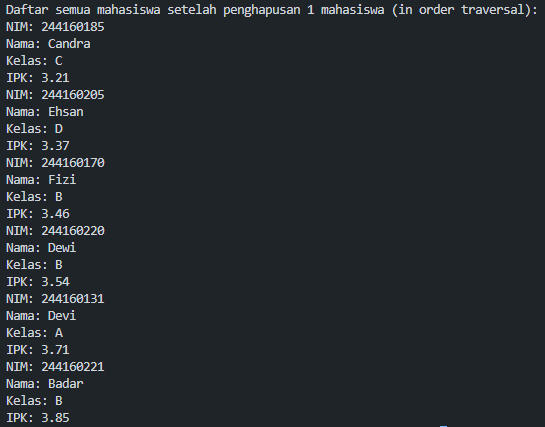 Daftar semua mahasiswa setelah penghapusan 1 mahasiswa (in order traversal):
NIM: 244160185
Nama: Candra
Kelas: C
IPK: 3.21
NIM: 244160205
Nama: Ehsan
Kelas: D
IPK: 3.37
NIM: 244160170
Nama: Fizi
Kelas: B
IPK: 3.46
NIM: 244160220
Nama: Dewi
Kelas: B
IPK: 3.54
NIM: 244160131
Nama: Devi
Kelas: A
IPK: 3.71
NIM: 244160221
Nama: Badar
Kelas: B
IPK: 3.85